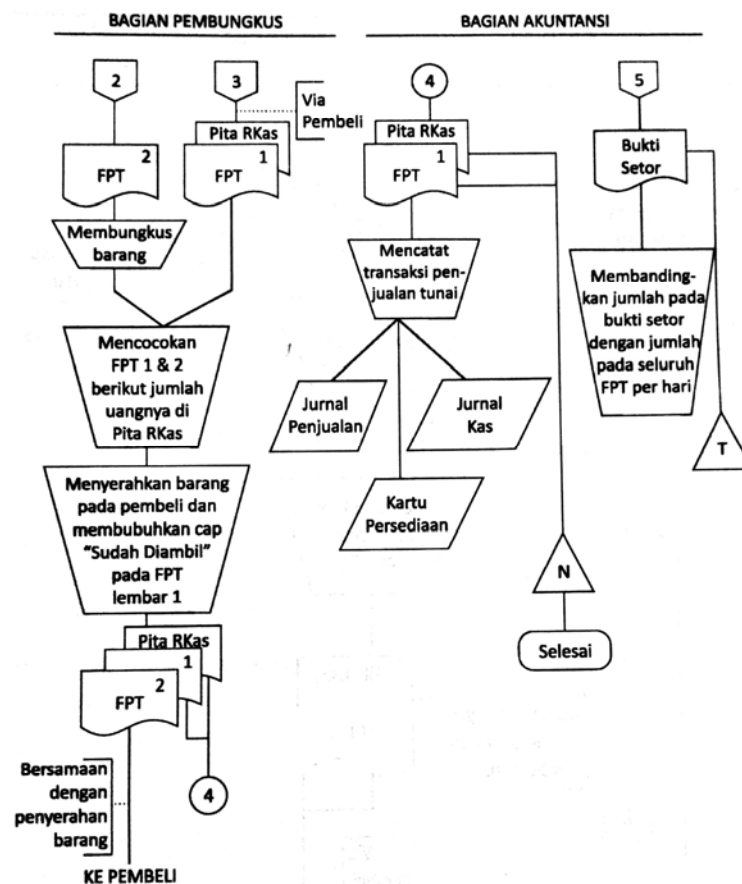 BAGIAN PEMBUNGKUS
2
3
Via
Pembeli
2
FPT
Pita RKas
1
FPT
Membungkus
barang
Mencocokan
FPT 1 & 2
berikut jumlah
uangnya di
Pita RKas
Menyerahkan barang
pada pembeli dan
membubuhkan cap
“Sudah Diambil”
pada FPT
lembar 1
Pita RKas
1
2
FPT
4
Bersamaan
dengan
penyerahan
barang
KE PEMBELI
BAGIAN AKUNTANSI
4
Pita RKas
1
FPT
Mencatat
transaksi pen-
jualan tunai
Jurnal
Penjualan
Jurnal
Kas
Kartu
Persediaan
N
Selesai
5
Bukti
Setor
Membanding-
kan jumlah pada
bukti setor
dengan jumlah
pada seluruh
FPT per hari
T